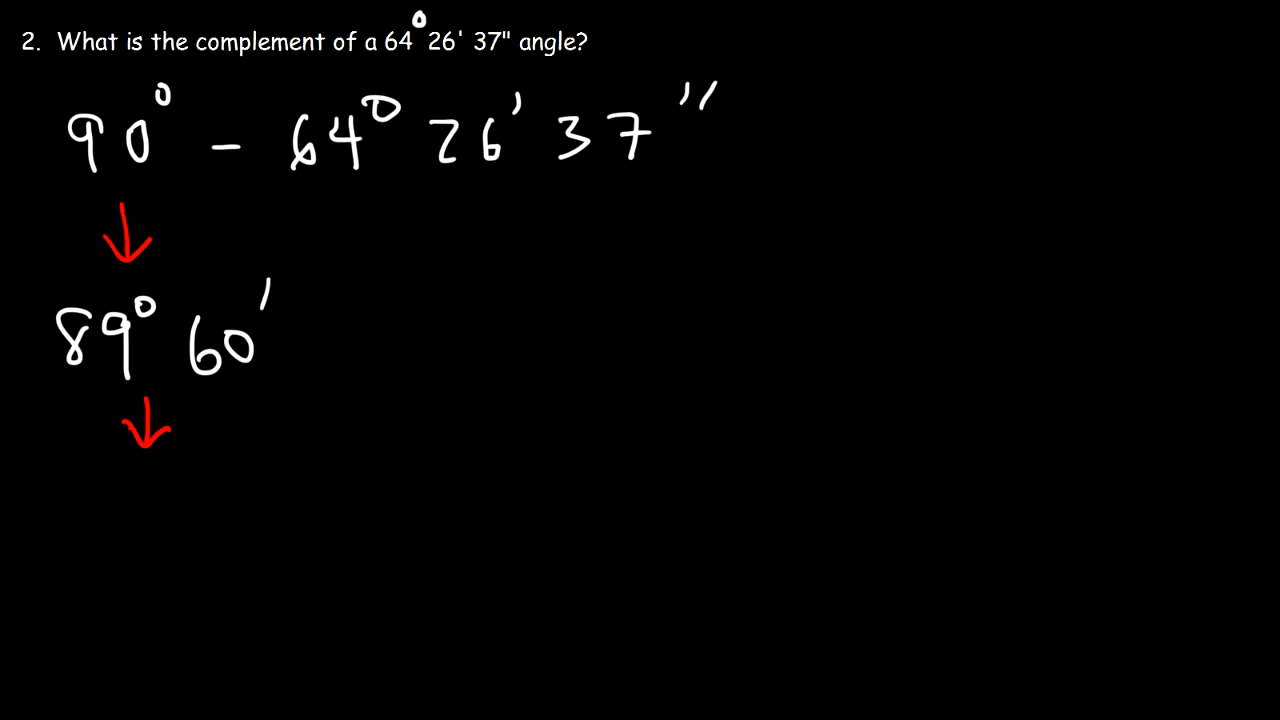 2. What is the complement of a 64° 26' 37" angle?
90° - 64° 26' 37"
89° 60'